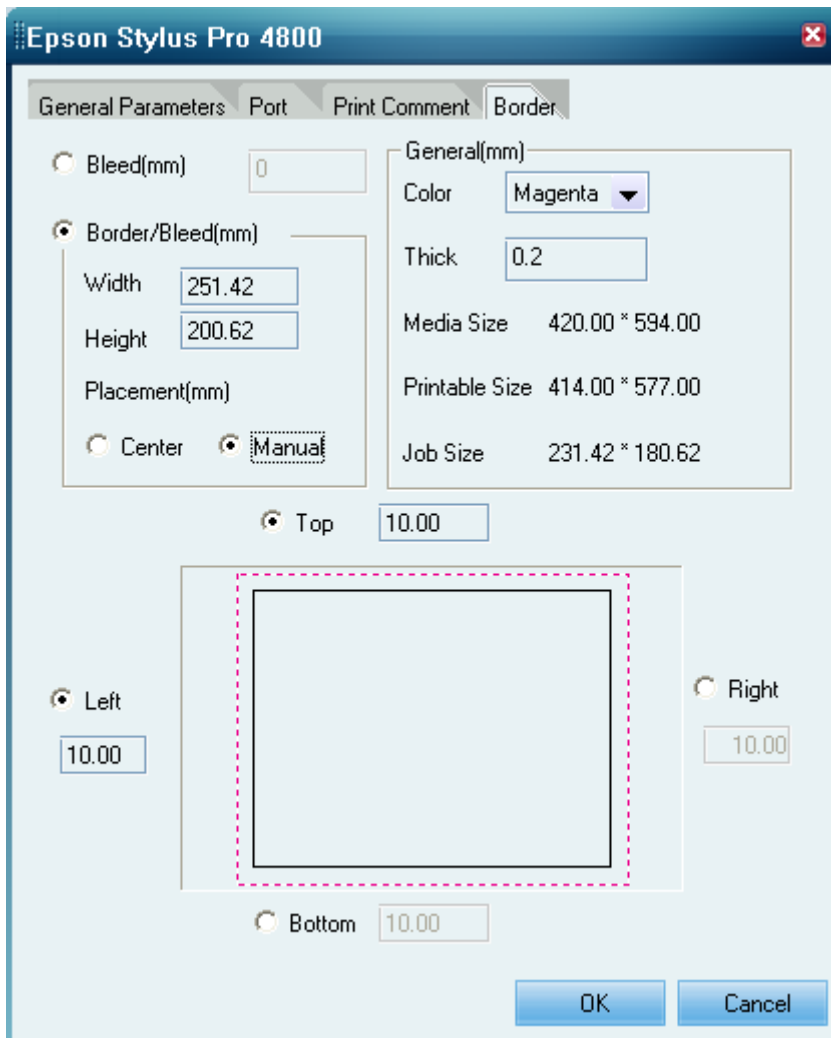 Epson Stylus Pro 4800
General Parameters Port Print Comment Border
Bleed(mm) 0
General(mm)
Color Magenta
Border/Bleed(mm)
Thick 0.2
Width 251.42
Height 200.62
Media Size 420.00 * 594.00
Placement(mm)
Printable Size 414.00 * 577.00
Center Manual
Job Size 231.42 * 180.62
Top 10.00
Left
10.00
Right
10.00
Bottom 10.00
OK Cancel